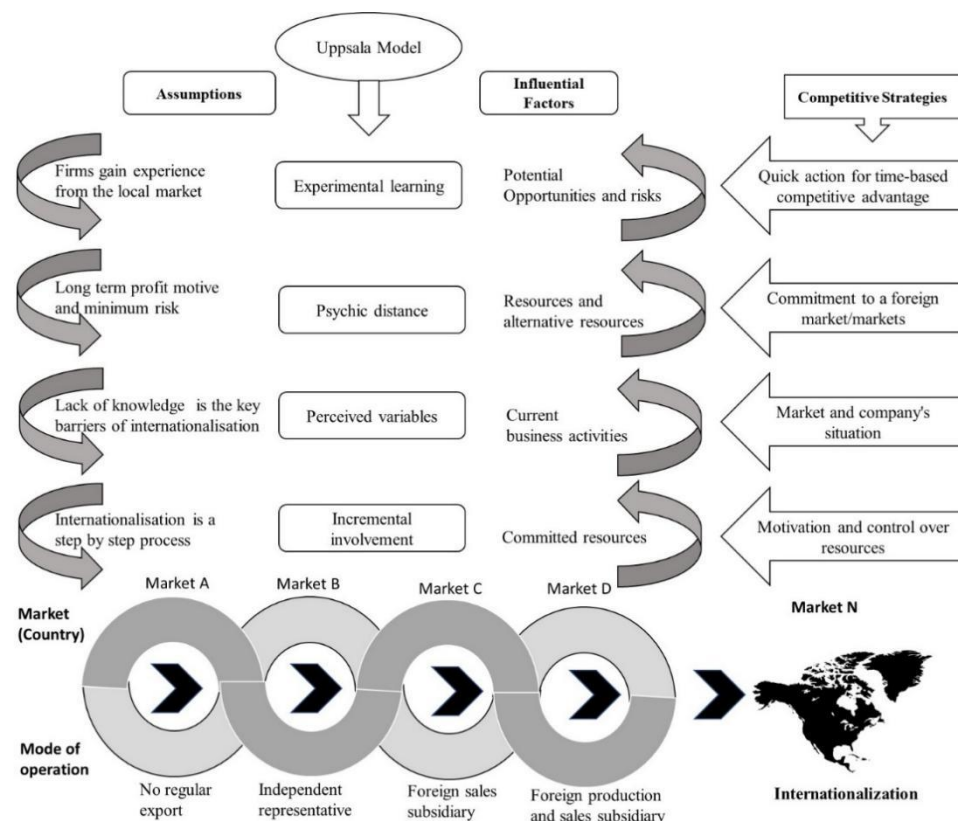 Uppsala Model
Assumptions
Influential
Factors
Competitive Strategies
Firms gain experience
from the local market
Experimental learning
Potential
Opportunities and risks
Quick action for time-based
competitive advantage
Long term profit motive
and minimum risk
Psychic distance
Resources and
alternative resources
Commitment to a foreign
market/markets
Lack of knowledge is the key
barriers of internationalisation
Perceived variables
Current
business activities
Market and company's
situation
Internationalisation is a
step by step process
Incremental
involvement
Committed resources
Motivation and control over
resources
Market
(Country)
Market A
Market B
Market C
Market D
Market N
Mode of
operation
No regular
export
Independent
representative
Foreign sales
subsidiary
Foreign production
and sales subsidiary
Internationalization